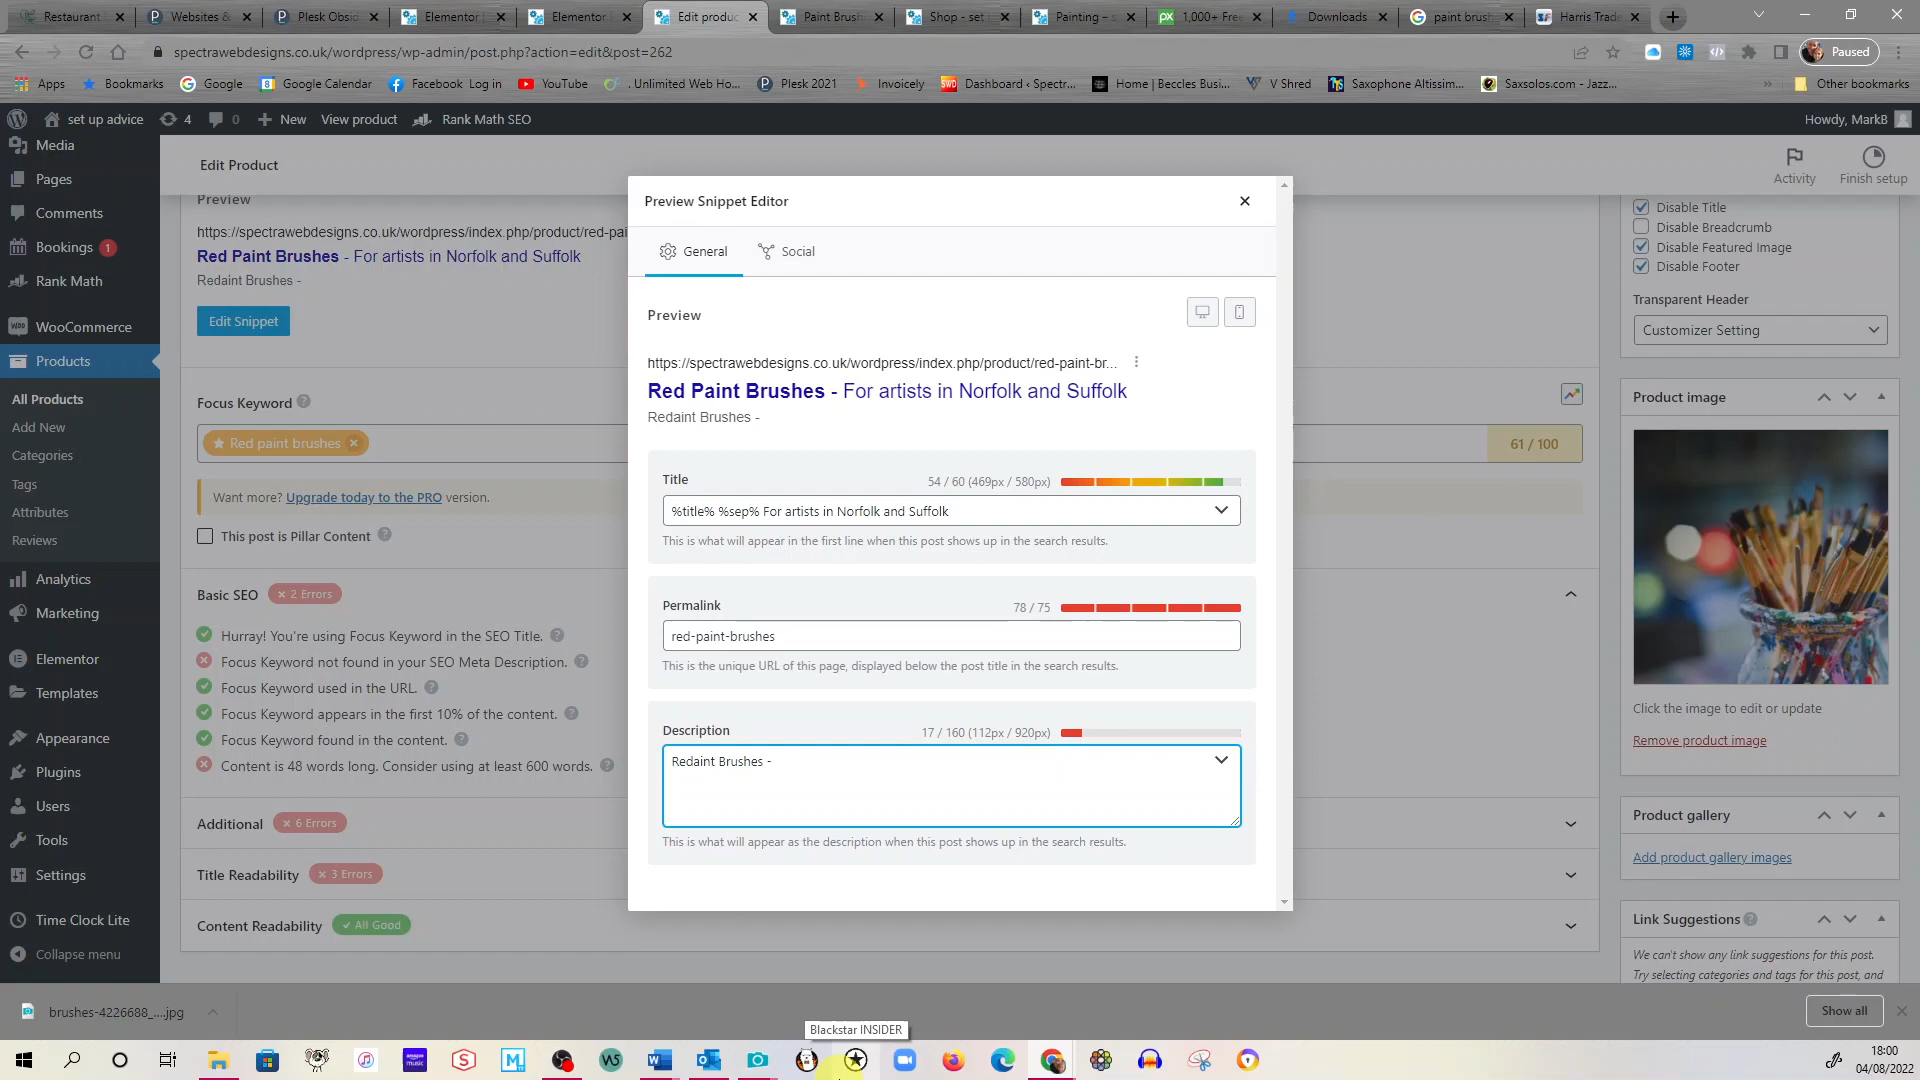 Restaurant
Websites &
Plesk Obsid
Elementor
Elementor
Edit produc
Paint Brush
Shop - set
Painting – s
1,000+ Free
Downloads
paint brush
Harris Trade
spectrawebdesigns.co.uk/wordpress/wp-admin/post.php?action=edit&post=262
Paused
Apps
Bookmarks
Google
Google Calendar
Facebook Log in
YouTube
. Unlimited Web Ho...
Plesk 2021
Invoicely
Dashboard ‹ Spectr...
Home | Beccles Busi...
V Shred
Saxophone Altissim...
Saxsolos.com - Jazz...
»
Other bookmarks
set up advice
4
0
New
View product
Rank Math SEO
Howdy, MarkB
Media
Pages
Comments
Bookings 1
Rank Math
WooCommerce
Products
All Products
Add New
Categories
Tags
Attributes
Reviews
Analytics
Marketing
Elementor
Templates
Appearance
Plugins
Users
Tools
Settings
Time Clock Lite
Collapse menu
Edit Product
Activity
Finish setup
Preview
https://spectrawebdesigns.co.uk/wordpress/index.php/product/red-pai
Red Paint Brushes - For artists in Norfolk and Suffolk
Redaint Brushes -
Edit Snippet
Focus Keyword
Red paint brushes
61 / 100
Want more? Upgrade today to the PRO version.
This post is Pillar Content
Basic SEO × 2 Errors
Hurray! You're using Focus Keyword in the SEO Title.
Focus Keyword not found in your SEO Meta Description.
Focus Keyword used in the URL.
Focus Keyword appears in the first 10% of the content.
Focus Keyword found in the content.
Content is 48 words long. Consider using at least 600 words.
Additional × 6 Errors
Title Readability × 3 Errors
Content Readability All Good
Preview Snippet Editor
General
Social
Preview
https://spectrawebdesigns.co.uk/wordpress/index.php/product/red-paint-br...
Red Paint Brushes - For artists in Norfolk and Suffolk
Redaint Brushes -
Title
54 / 60 (469px / 580px)
%title% %sep% For artists in Norfolk and Suffolk
This is what will appear in the first line when this post shows up in the search results.
Permalink
78 / 75
red-paint-brushes
This is the unique URL of this page, displayed below the post title in the search results.
Description
17 / 160 (112px / 920px)
Redaint Brushes -
This is what will appear as the description when this post shows up in the search results.
Disable Title
Disable Breadcrumb
Disable Featured Image
Disable Footer
Transparent Header
Customizer Setting
Product image
Click the image to edit or update
Remove product image
Product gallery
Add product gallery images
Link Suggestions
We can't show any link suggestions for this post.
Try selecting categories and tags for this post, and
brushes-4226688_....jpg
Show all
Blackstar INSIDER
18:00
04/08/2022